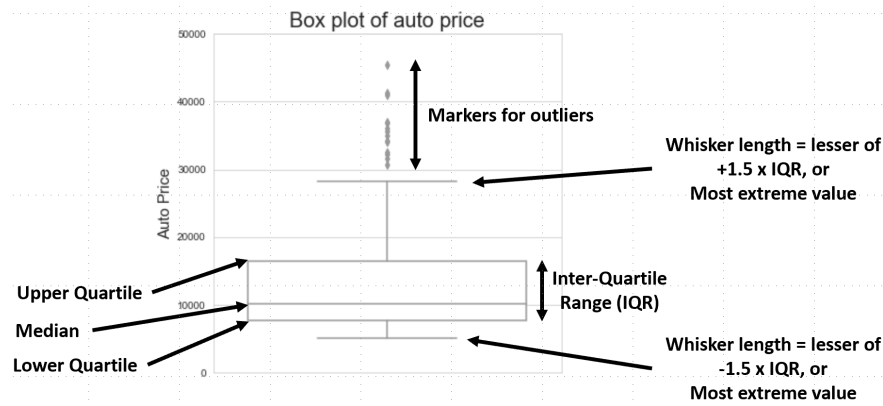 Box plot of auto price
50000
40000
30000
20000
10000
0
Auto Price
Markers for outliers
Whisker length = lesser of
+1.5 x IQR, or
Most extreme value
Upper Quartile
Median
Lower Quartile
Inter-Quartile
Range (IQR)
Whisker length = lesser of
-1.5 x IQR, or
Most extreme value